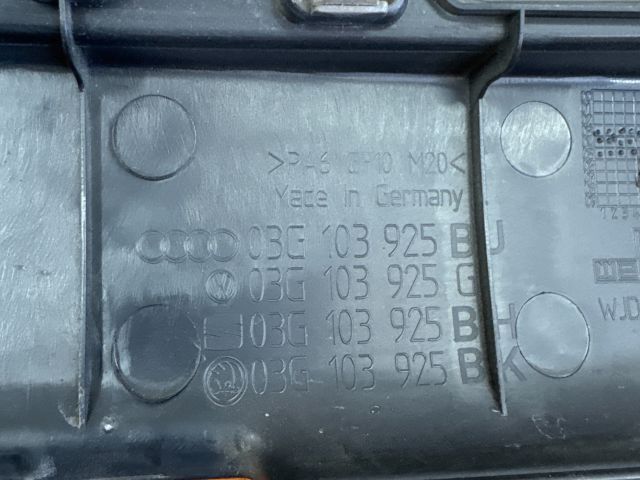 >PA6 GF10 M20<
Made in Germany
03G 103 925 BJ
03G 103 925 G
03G 103 925 BH
03G 103 925 BK
WJD